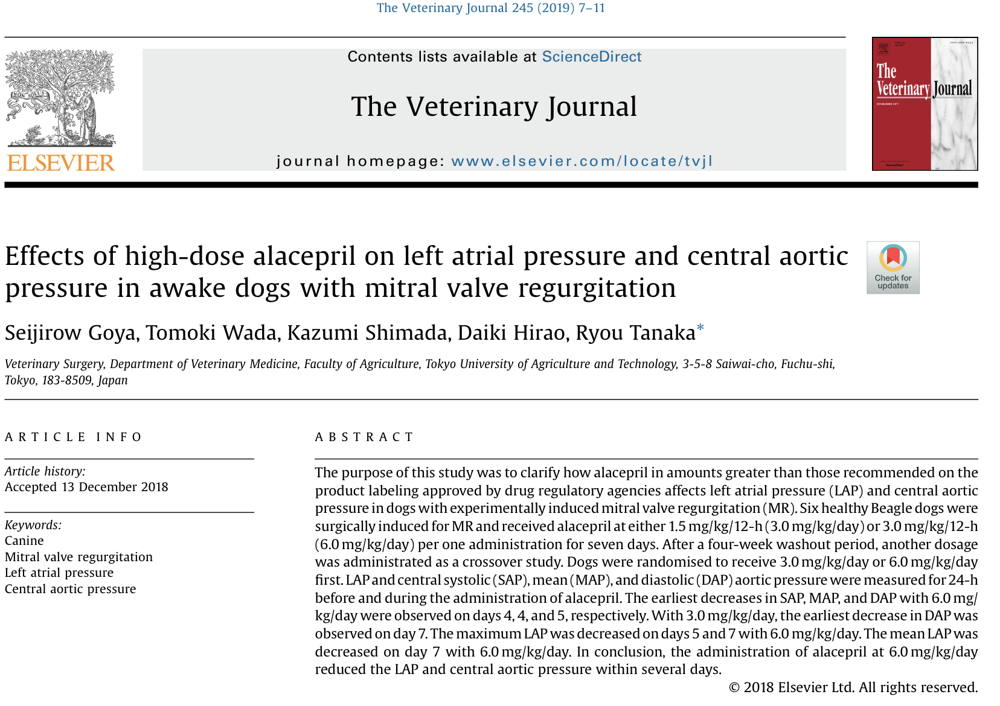 The Veterinary Journal 245 (2019) 7–11
Contents lists available at ScienceDirect
The Veterinary Journal
journal homepage: www.elsevier.com/locate/tvjl
NON SOLUS
ELSEVIER
The
Veterinary Journal
ScienceDirect
Effects of high-dose alacepril on left atrial pressure and central aortic
pressure in awake dogs with mitral valve regurgitation
Check for
updates
Seijirow Goya, Tomoki Wada, Kazumi Shimada, Daiki Hirao, Ryou Tanaka*
Veterinary Surgery, Department of Veterinary Medicine, Faculty of Agriculture, Tokyo University of Agriculture and Technology, 3-5-8 Saiwai-cho, Fuchu-shi,
Tokyo, 183-8509, Japan
ARTICLE INFO
Article history:
Accepted 13 December 2018
Keywords:
Canine
Mitral valve regurgitation
Left atrial pressure
Central aortic pressure
ABSTRACT
The purpose of this study was to clarify how alacepril in amounts greater than those recommended on the
product labeling approved by drug regulatory agencies affects left atrial pressure (LAP) and central aortic
pressure in dogs with experimentally induced mitral valve regurgitation (MR). Six healthy Beagle dogs were
surgically induced for MR and received alacepril at either 1.5 mg/kg/12-h (3.0 mg/kg/day) or 3.0 mg/kg/12-h
(6.0 mg/kg/day) per one administration for seven days. After a four-week washout period, another dosage
was administrated as a crossover study. Dogs were randomised to receive 3.0 mg/kg/day or 6.0 mg/kg/day
first. LAP and central systolic (SAP), mean (MAP), and diastolic (DAP) aortic pressure were measured for 24-h
before and during the administration of alacepril. The earliest decreases in SAP, MAP, and DAP with 6.0 mg/
kg/day were observed on days 4, 4, and 5, respectively. With 3.0 mg/kg/day, the earliest decrease in DAP was
observed on day 7. The maximum LAP was decreased on days 5 and 7 with 6.0 mg/kg/day. The mean LAP was
decreased on day 7 with 6.0 mg/kg/day. In conclusion, the administration of alacepril at 6.0 mg/kg/day
reduced the LAP and central aortic pressure within several days.
© 2018 Elsevier Ltd. All rights reserved.